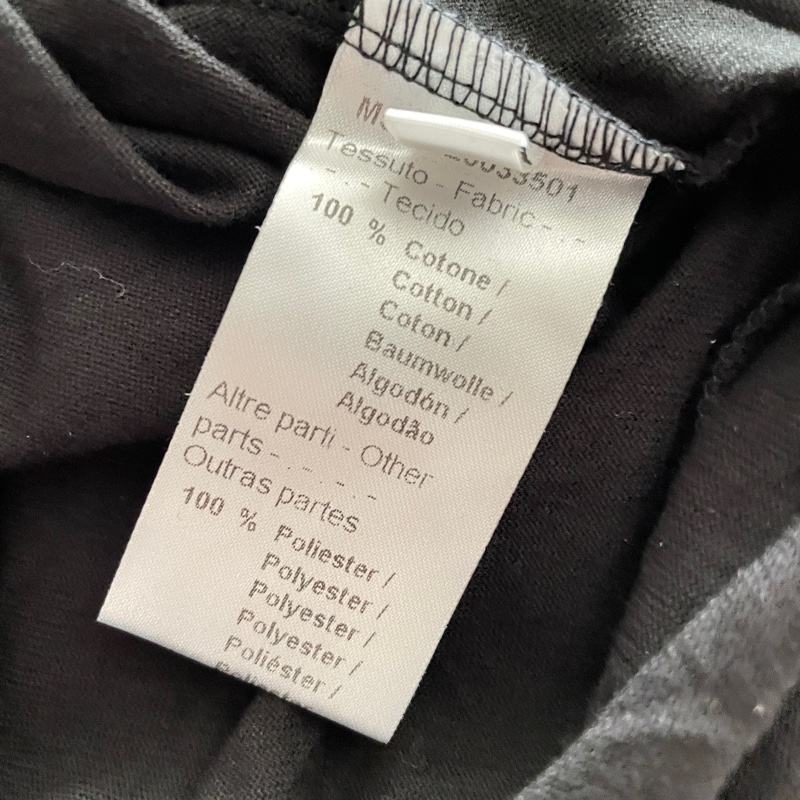 Tessuto - Fabric - . -
- . - Tecido
100 % Cotone /
Cotton /
Coton /
Baumwolle /
Algodón /
Algodão
Altre parti - Other
parts - . - . - . -
Outras partes
100 % Poliester /
Polyester /
Polyester /
Polyester /
Poliéster /